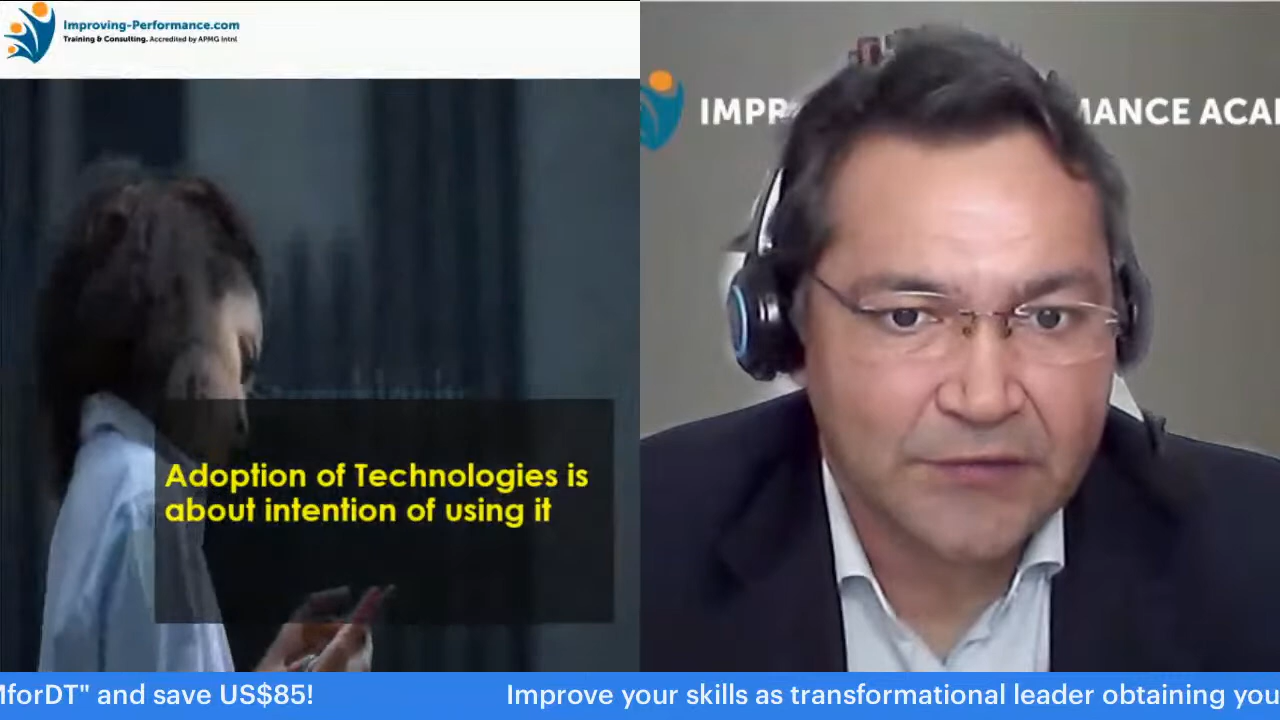 Improving-Performance.com
Training & Consulting. Accredited by APMG Intnl
IMPR
MANCE ACA
Adoption of Technologies is
about intention of using it
forDT" and save US$85!
Improve your skills as transformational leader obtaining you